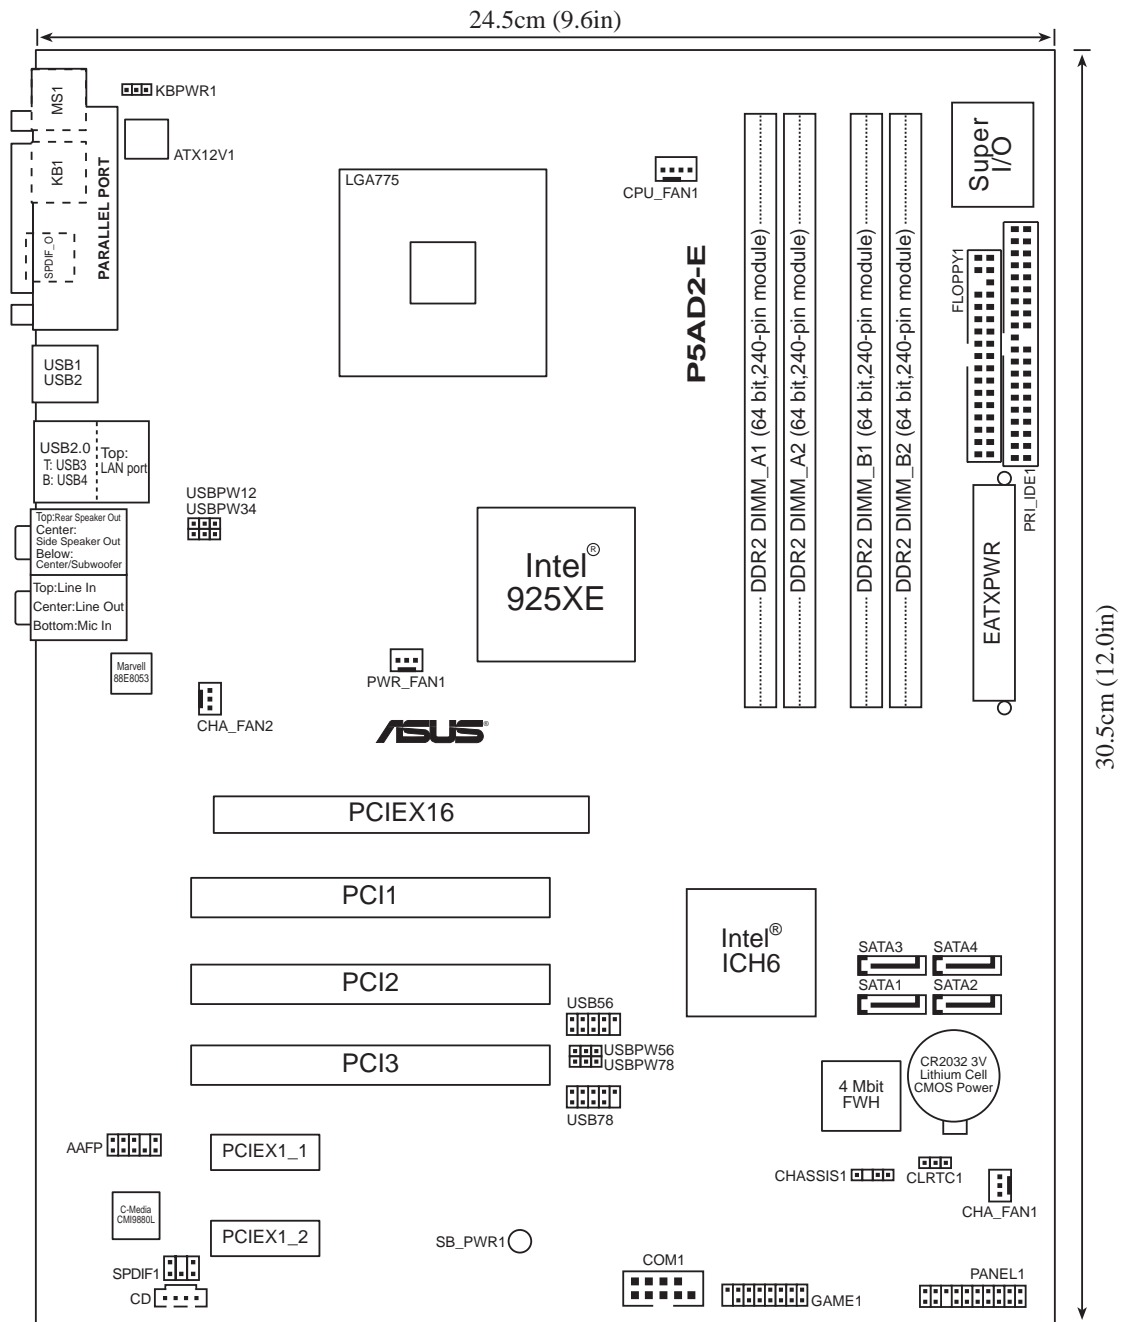 24.5cm (9.6in)
KBPWR1
MS1
ATX12V1
KB1
PARALLEL PORT
SPDIF_O
LGA775
CPU_FAN1
Super
I/O
P5AD2-E
DDR2 DIMM_A1 (64 bit,240-pin module)
DDR2 DIMM_A2 (64 bit,240-pin module)
DDR2 DIMM_B1 (64 bit,240-pin module)
DDR2 DIMM_B2 (64 bit,240-pin module)
FLOPPY1
PRI_IDE1
USB1
USB2
USB2.0
T: USB3
B: USB4
Top:
LAN port
USBPW12
USBPW34
Top:Rear Speaker Out
Center:
Side Speaker Out
Below:
Center/Subwoofer
Top:Line In
Center:Line Out
Bottom:Mic In
Intel®
925XE
EATXPWR
30.5cm (12.0in)
Marvell
88E8053
CHA_FAN2
PWR_FAN1
ASUS®
PCIEX16
PCI1
PCI2
PCI3
Intel®
ICH6
SATA3
SATA4
SATA1
SATA2
USB56
USBPW56
USBPW78
USB78
4 Mbit
FWH
CR2032 3V
Lithium Cell
CMOS Power
AAFP
PCIEX1_1
CHASSIS1
CLRTC1
CHA_FAN1
C-Media
CMI9880L
PCIEX1_2
SB_PWR1
SPDIF1
CD
COM1
GAME1
PANEL1